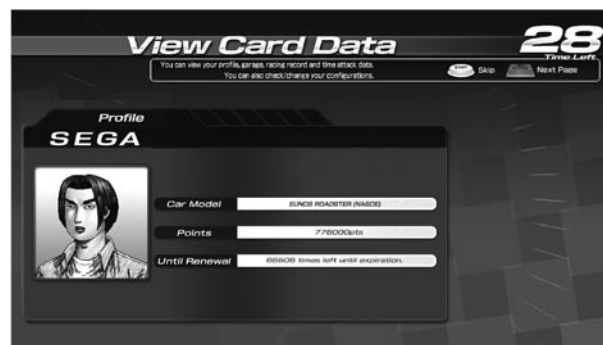 View Card Data
28
Time Left
You can view your profile, garage, racing record and time attack data.
You can also check/change your configurations.
Skip
Next Page
Profile
SEGA
Car Model
EUNOS ROADSTER (NA6CE)
Points
776000pts
Until Renewal
times left until expiration.